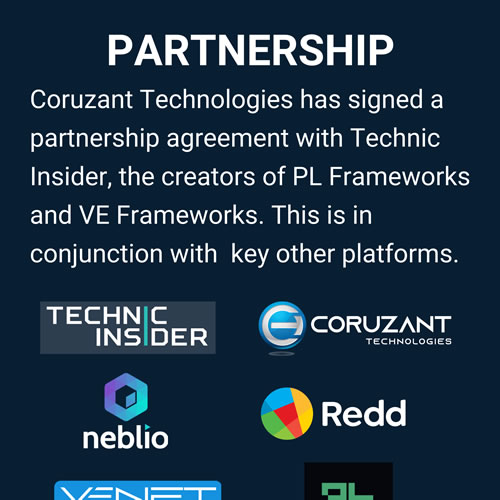 PARTNERSHIP
Coruzant Technologies has signed a
partnership agreement with Technic
Insider, the creators of PL Frameworks
and VE Frameworks. This is in
conjunction with  key other platforms.
TECHNIC
INSIDER
CORUZANT
TECHNOLOGIES
neblio
Redd